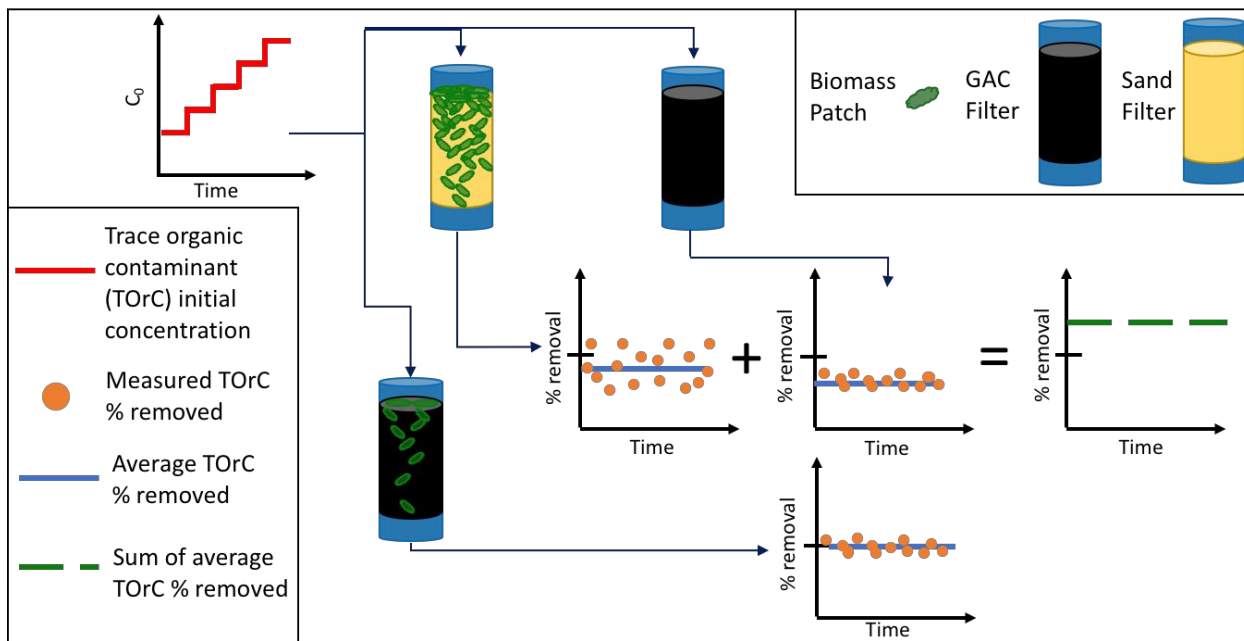 C0
Time
Biomass
Patch
GAC
Filter
Sand
Filter
Trace organic
contaminant
(TOrC) initial
concentration
Measured TOrC
% removed
Average TOrC
% removed
Sum of average
TOrC % removed
% removal
Time
+
% removal
Time
=
% removal
Time
% removal
Time